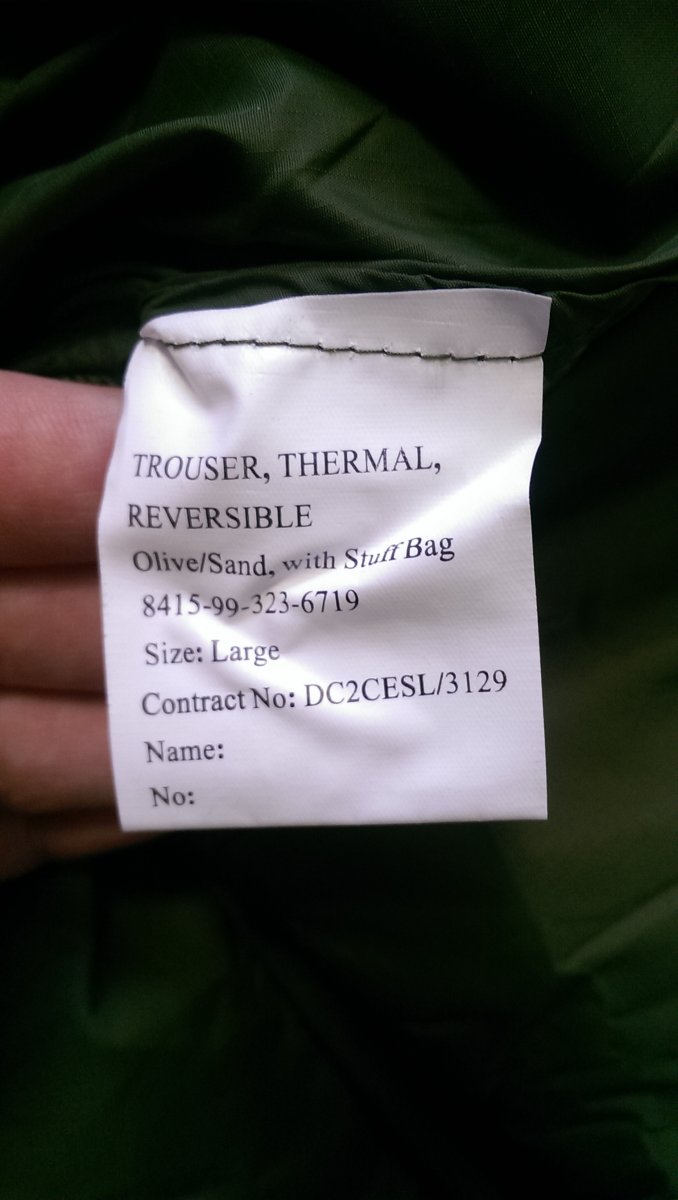 TROUSER, THERMAL,
REVERSIBLE
Olive/Sand, with Stuff Bag
8415-99-323-6719
Size: Large
Contract No: DC2CESL/3129
Name:
No: